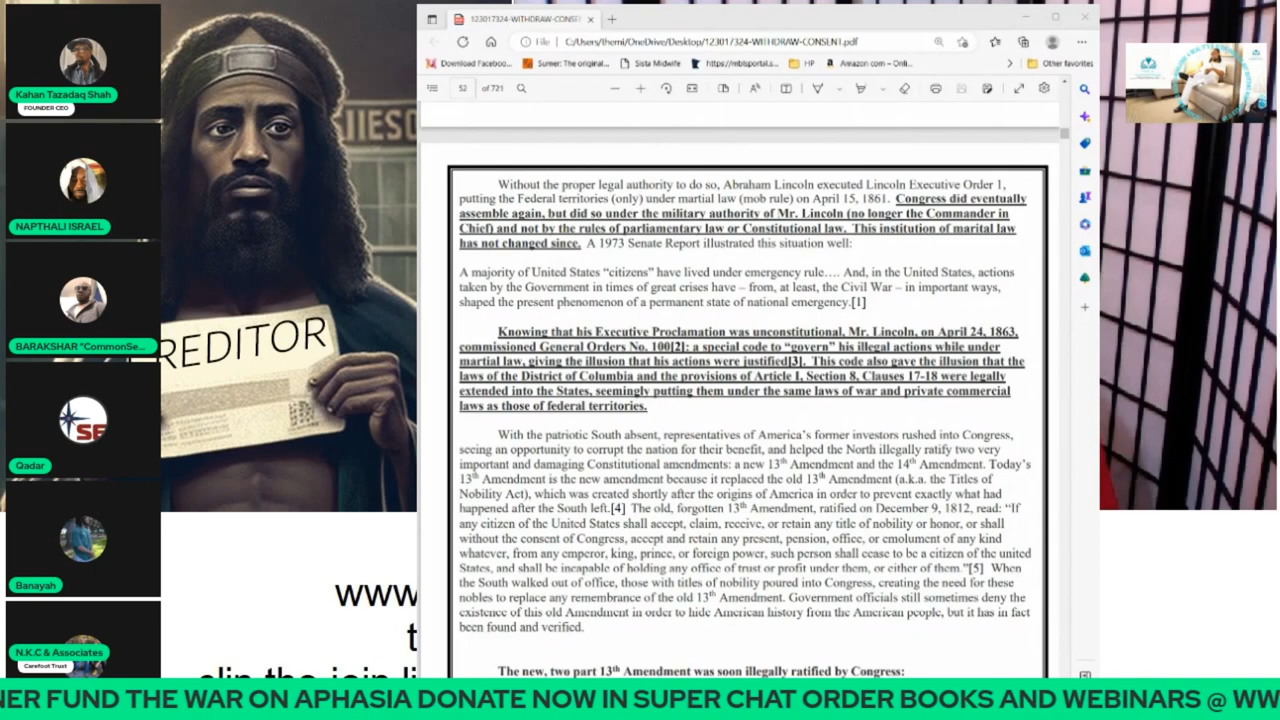 Kahan Tazadaq Shah
FOUNDER CEO
NAPTHALI ISRAEL
BARAKSHAR "CommonSe...
Qadar
Banayah
N.K.C & Associates
Carefoot Trust
SE
REDITOR
www
123017324-WITHDRAW-CONSE
File
C:/Users/themi/OneDrive/Desktop/123017324-WITHDRAW-CONSENT.pdf
Download Faceboo...
Sumer: The original...
Sista Midwife
https://mblsportal.s...
HP
Amazon.com – Onli...
Other favorites
52 of 721
Without the proper legal authority to do so, Abraham Lincoln executed Lincoln Executive Order 1,
putting the Federal territories (only) under martial law (mob rule) on April 15, 1861. Congress did eventually
assemble again, but did so under the military authority of Mr. Lincoln (no longer the Commander in
Chief) and not by the rules of parliamentary law or Constitutional law. This institution of marital law
has not changed since. A 1973 Senate Report illustrated this situation well:
A majority of United States “citizens” have lived under emergency rule…. And, in the United States, actions
taken by the Government in times of great crises have – from, at least, the Civil War – in important ways,
shaped the present phenomenon of a permanent state of national emergency.[1]
Knowing that his Executive Proclamation was unconstitutional, Mr. Lincoln, on April 24, 1863,
commissioned General Orders No. 100[2]; a special code to “govern” his illegal actions while under
martial law, giving the illusion that his actions were justified[3]. This code also gave the illusion that the
laws of the District of Columbia and the provisions of Article I, Section 8, Clauses 17-18 were legally
extended into the States, seemingly putting them under the same laws of war and private commercial
laws as those of federal territories.
With the patriotic South absent, representatives of America’s former investors rushed into Congress,
seeing an opportunity to corrupt the nation for their benefit, and helped the North illegally ratify two very
important and damaging Constitutional amendments: a new 13th Amendment and the 14th Amendment. Today’s
13th Amendment is the new amendment because it replaced the old 13th Amendment (a.k.a. the Titles of
Nobility Act), which was created shortly after the origins of America in order to prevent exactly what had
happened after the South left.[4] The old, forgotten 13th Amendment, ratified on December 9, 1812, read: “If
any citizen of the United States shall accept, claim, receive, or retain any title of nobility or honor, or shall
without the consent of Congress, accept and retain any present, pension, office, or emolument of any kind
whatever, from any emperor, king, prince, or foreign power, such person shall cease to be a citizen of the united
States, and shall be incapable of holding any office of trust or profit under them, or either of them.”[5] When
the South walked out of office, those with titles of nobility poured into Congress, creating the need for these
nobles to replace any remembrance of the old 13th Amendment. Government officials still sometimes deny the
existence of this old Amendment in order to hide American history from the American people, but it has in fact
been found and verified.
The new, two part 13th Amendment was soon illegally ratified by Congress:
NER FUND THE WAR ON APHASIA DONATE NOW IN SUPER CHAT ORDER BOOKS AND WEBINARS @ WW